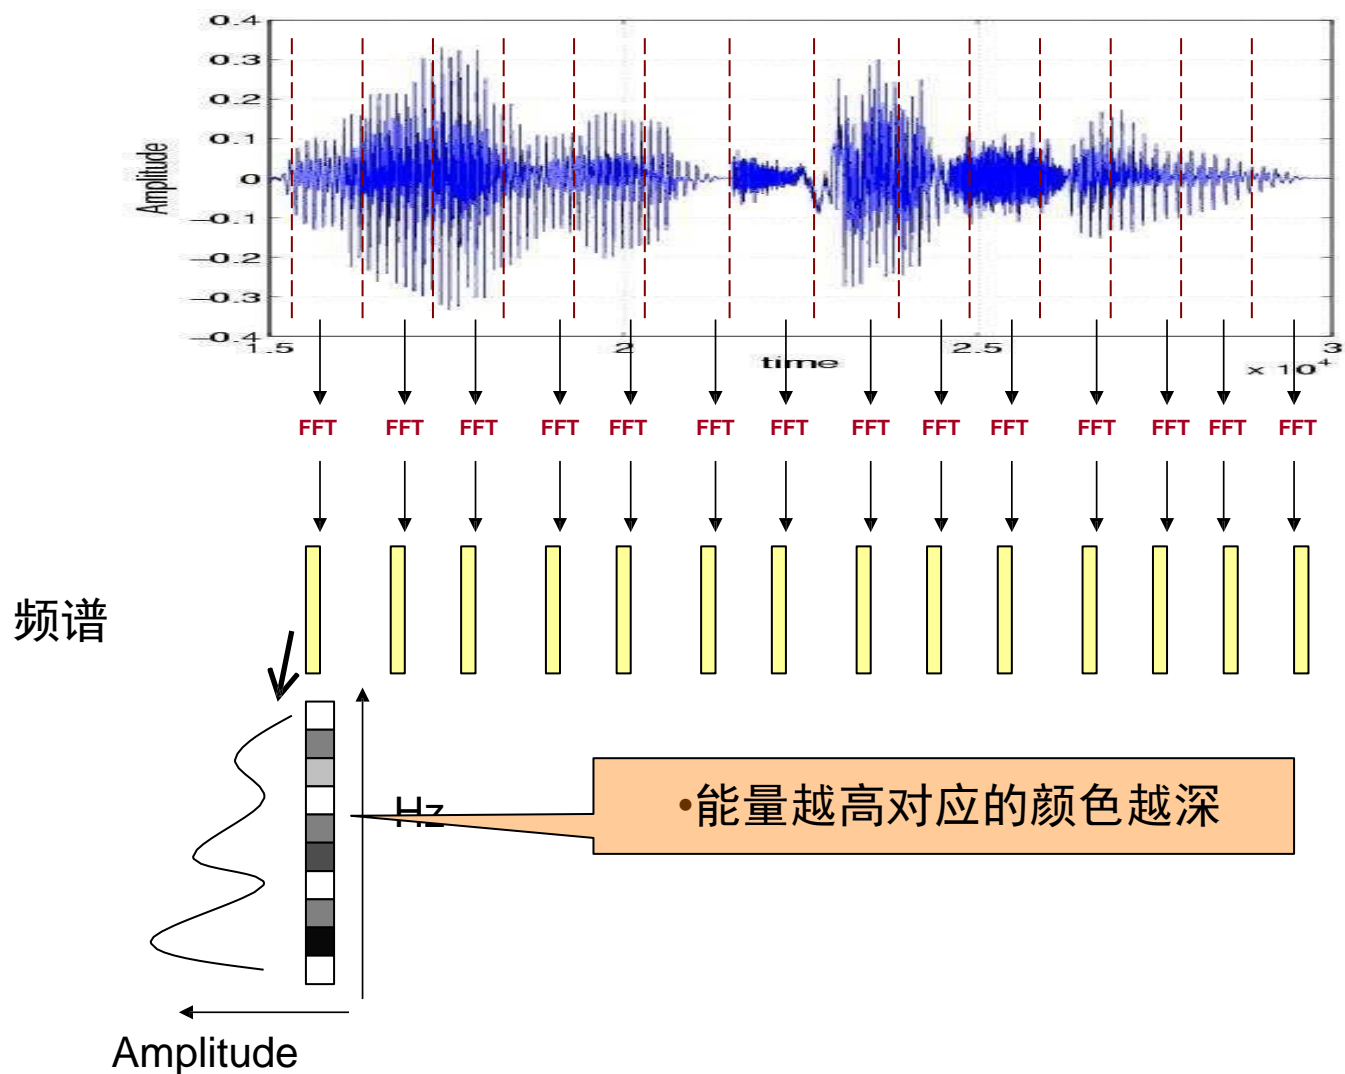 0.4
0.3
0.2
0.1
0
−0.1
−0.2
−0.3
−0.4
Amplitude
1.5 2 2.5 3
time
x 10^4
FFT FFT FFT FFT FFT FFT FFT FFT FFT FFT FFT FFT FFT FFT
频谱
Hz
•能量越高对应的颜色越深
Amplitude